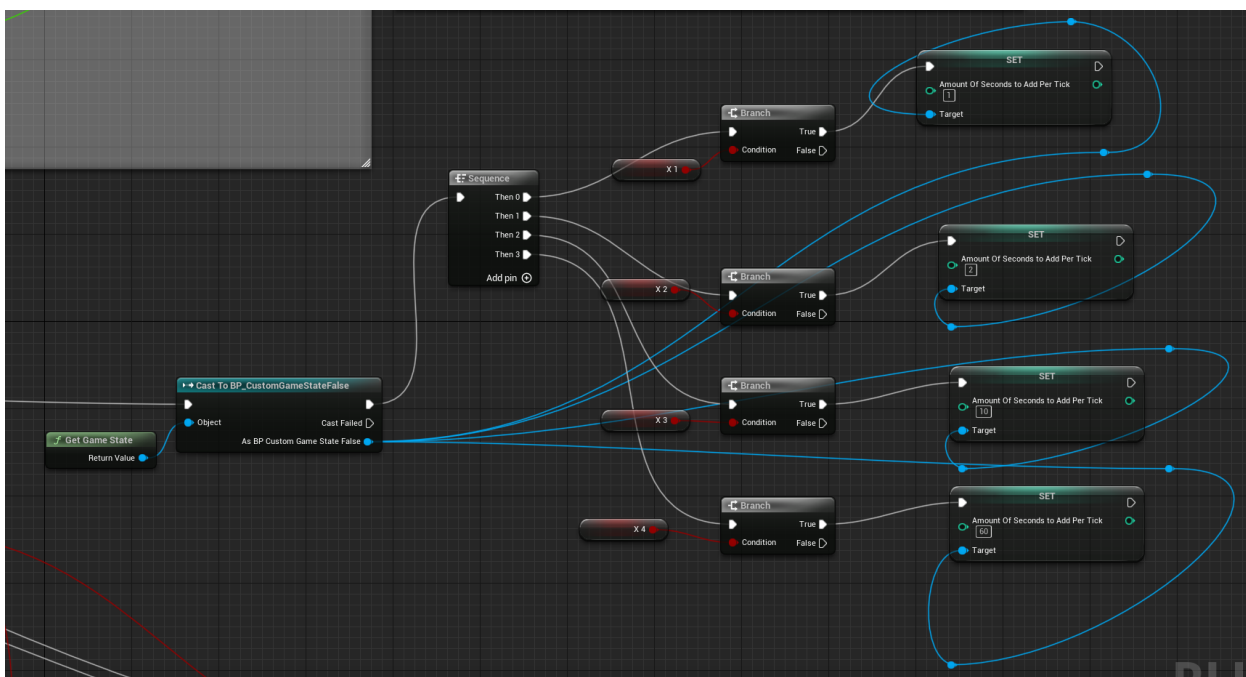 SET
Amount Of Seconds to Add Per Tick
1
Target
Branch
True
Condition
False
X 1
Sequence
Then 0
Then 1
Then 2
Then 3
Add pin
SET
Amount Of Seconds to Add Per Tick
2
Target
Branch
True
Condition
False
X 2
Cast To BP_CustomGameStateFalse
Object
Cast Failed
As BP Custom Game State False
Get Game State
Return Value
SET
Amount Of Seconds to Add Per Tick
10
Target
Branch
True
Condition
False
X 3
SET
Amount Of Seconds to Add Per Tick
60
Target
Branch
True
Condition
False
X 4